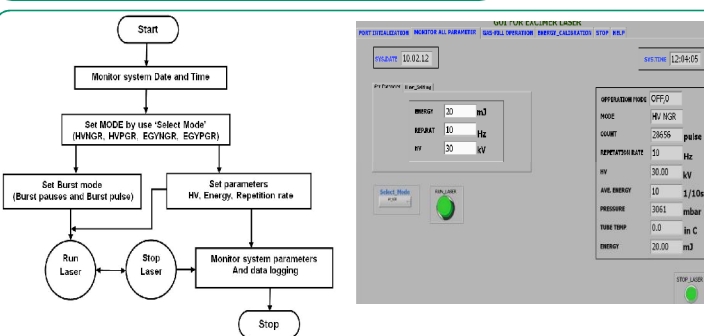 Start
Monitor system Date and Time
Set MODE by use 'Select Mode'
(HVNGR, HVPGR, EGYNGR, EGYPGR)
Set Burst mode
(Burst pauses and Burst pulse)
Set parameters
HV, Energy, Repetition rate
Run
Laser
Stop
Laser
Monitor system parameters
And data logging
Stop
GUI FOR EXCIMER LASER
PORT INITIALIZATION MONITOR ALL PARAMETER GAS-FILL OPERATION ENERGY_CALIBRATION STOP HELP
SYS.DATE 10.02.12
SYS TIME 12:04:05
ENERGY 20 mJ
REP.RAT 10 Hz
HV 30 kV
Select_Mode
RUN_LASER
OPPERATION MODE OFF,0
MODE HV NGR
COUNT 28656 pulse
REPETATION RATE 10 Hz
HV 30.00 kV
AVE. ENERGY 10 1/10s
PRESSURE 3061 mbar
TUBE TEMP 0.0 in C
ENERGY 20.00 mJ
STOP_LASER